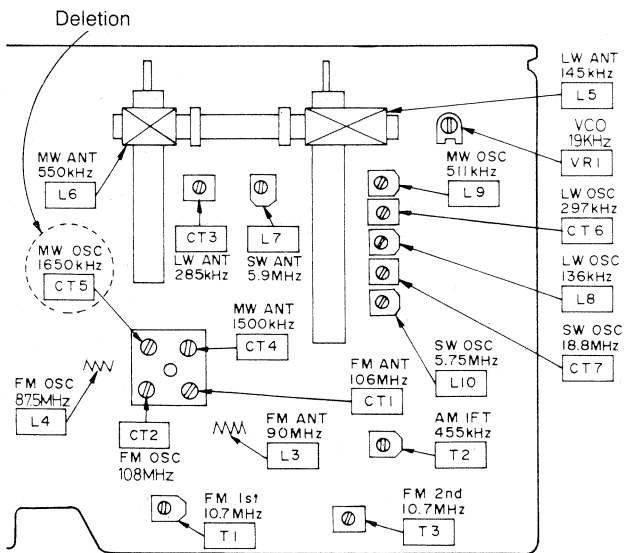 Deletion
LW ANT
145kHz
L5
VCO
19KHz
VR1
MW ANT
550kHz
L6
CT3
LW ANT
285kHz
L7
SW ANT
5.9MHz
MW OSC
511kHz
L9
LW OSC
297kHz
CT6
LW OSC
136kHz
L8
SW OSC
18.8MHz
CT7
MW OSC
1650kHz
CT5
MW ANT
1500kHz
CT4
SW OSC
5.75MHz
L10
FM ANT
106MHz
CT1
FM OSC
87.5MHz
L4
CT2
FM OSC
108MHz
FM ANT
90MHz
L3
AM IFT
455kHz
T2
FM 1st
10.7MHz
T1
FM 2nd
10.7MHz
T3